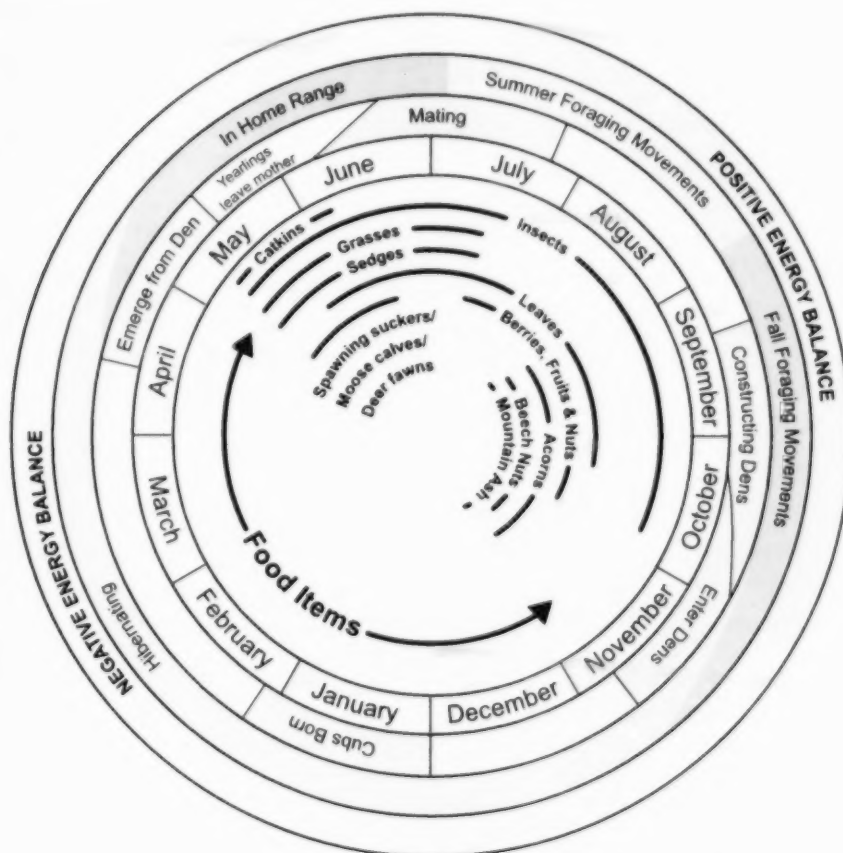 NEGATIVE ENERGY BALANCE
POSITIVE ENERGY BALANCE
In Home Range
Summer Foraging Movements
Fall Foraging Movements
Hibernating
Emerge from Den
Yearlings
leave mother
Mating
Constructing Dens
Enter Dens
Cubs Born
January
February
March
April
May
June
July
August
September
October
November
December
Food Items
Catkins
Insects
Grasses
Sedges
Leaves
Berries, Fruits & Nuts
Spawning suckers/
Moose calves/
Deer fawns
Acorns
Beech Nuts
Mountain Ash